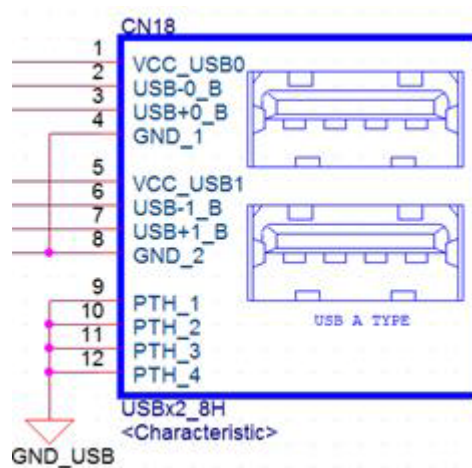 CN18
1 VCC_USB0
2 USB-0_B
3 USB+0_B
4 GND_1
5 VCC_USB1
6 USB-1_B
7 USB+1_B
8 GND_2
USB A TYPE
9 PTH_1
10 PTH_2
11 PTH_3
12 PTH_4
USBx2_8H
<Characteristic>
GND_USB